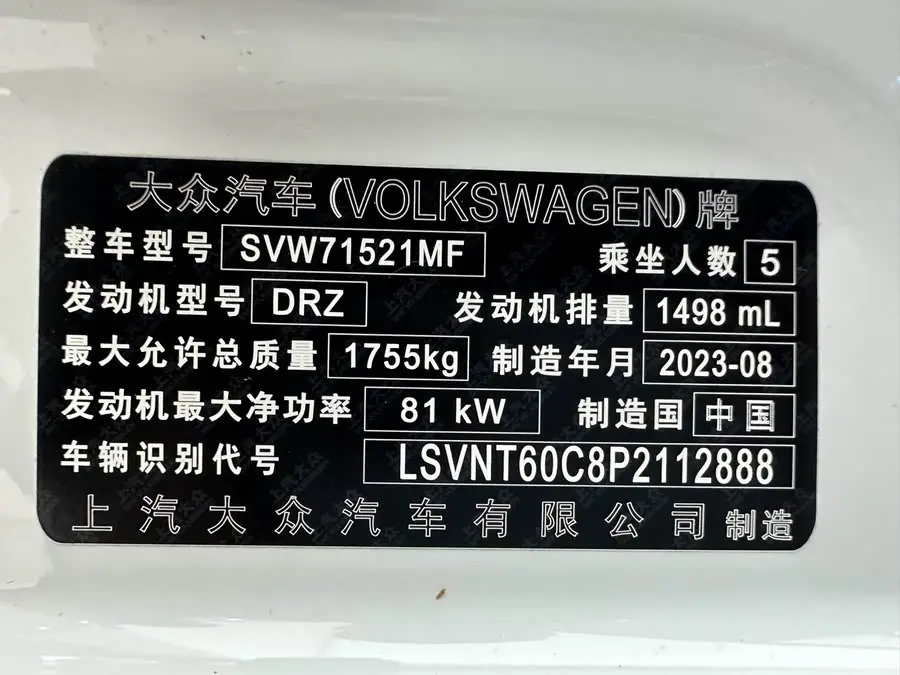 大众汽车(VOLKSWAGEN)牌
整车型号 SVW71521MF 乘坐人数 5
发动机型号 DRZ 发动机排量 1498 mL
最大允许总质量 1755kg 制造年月 2023-08
发动机最大净功率 81 kW 制造国 中国
车辆识别代号 LSVNT60C8P2112888
上汽大众汽车有限公司 制造